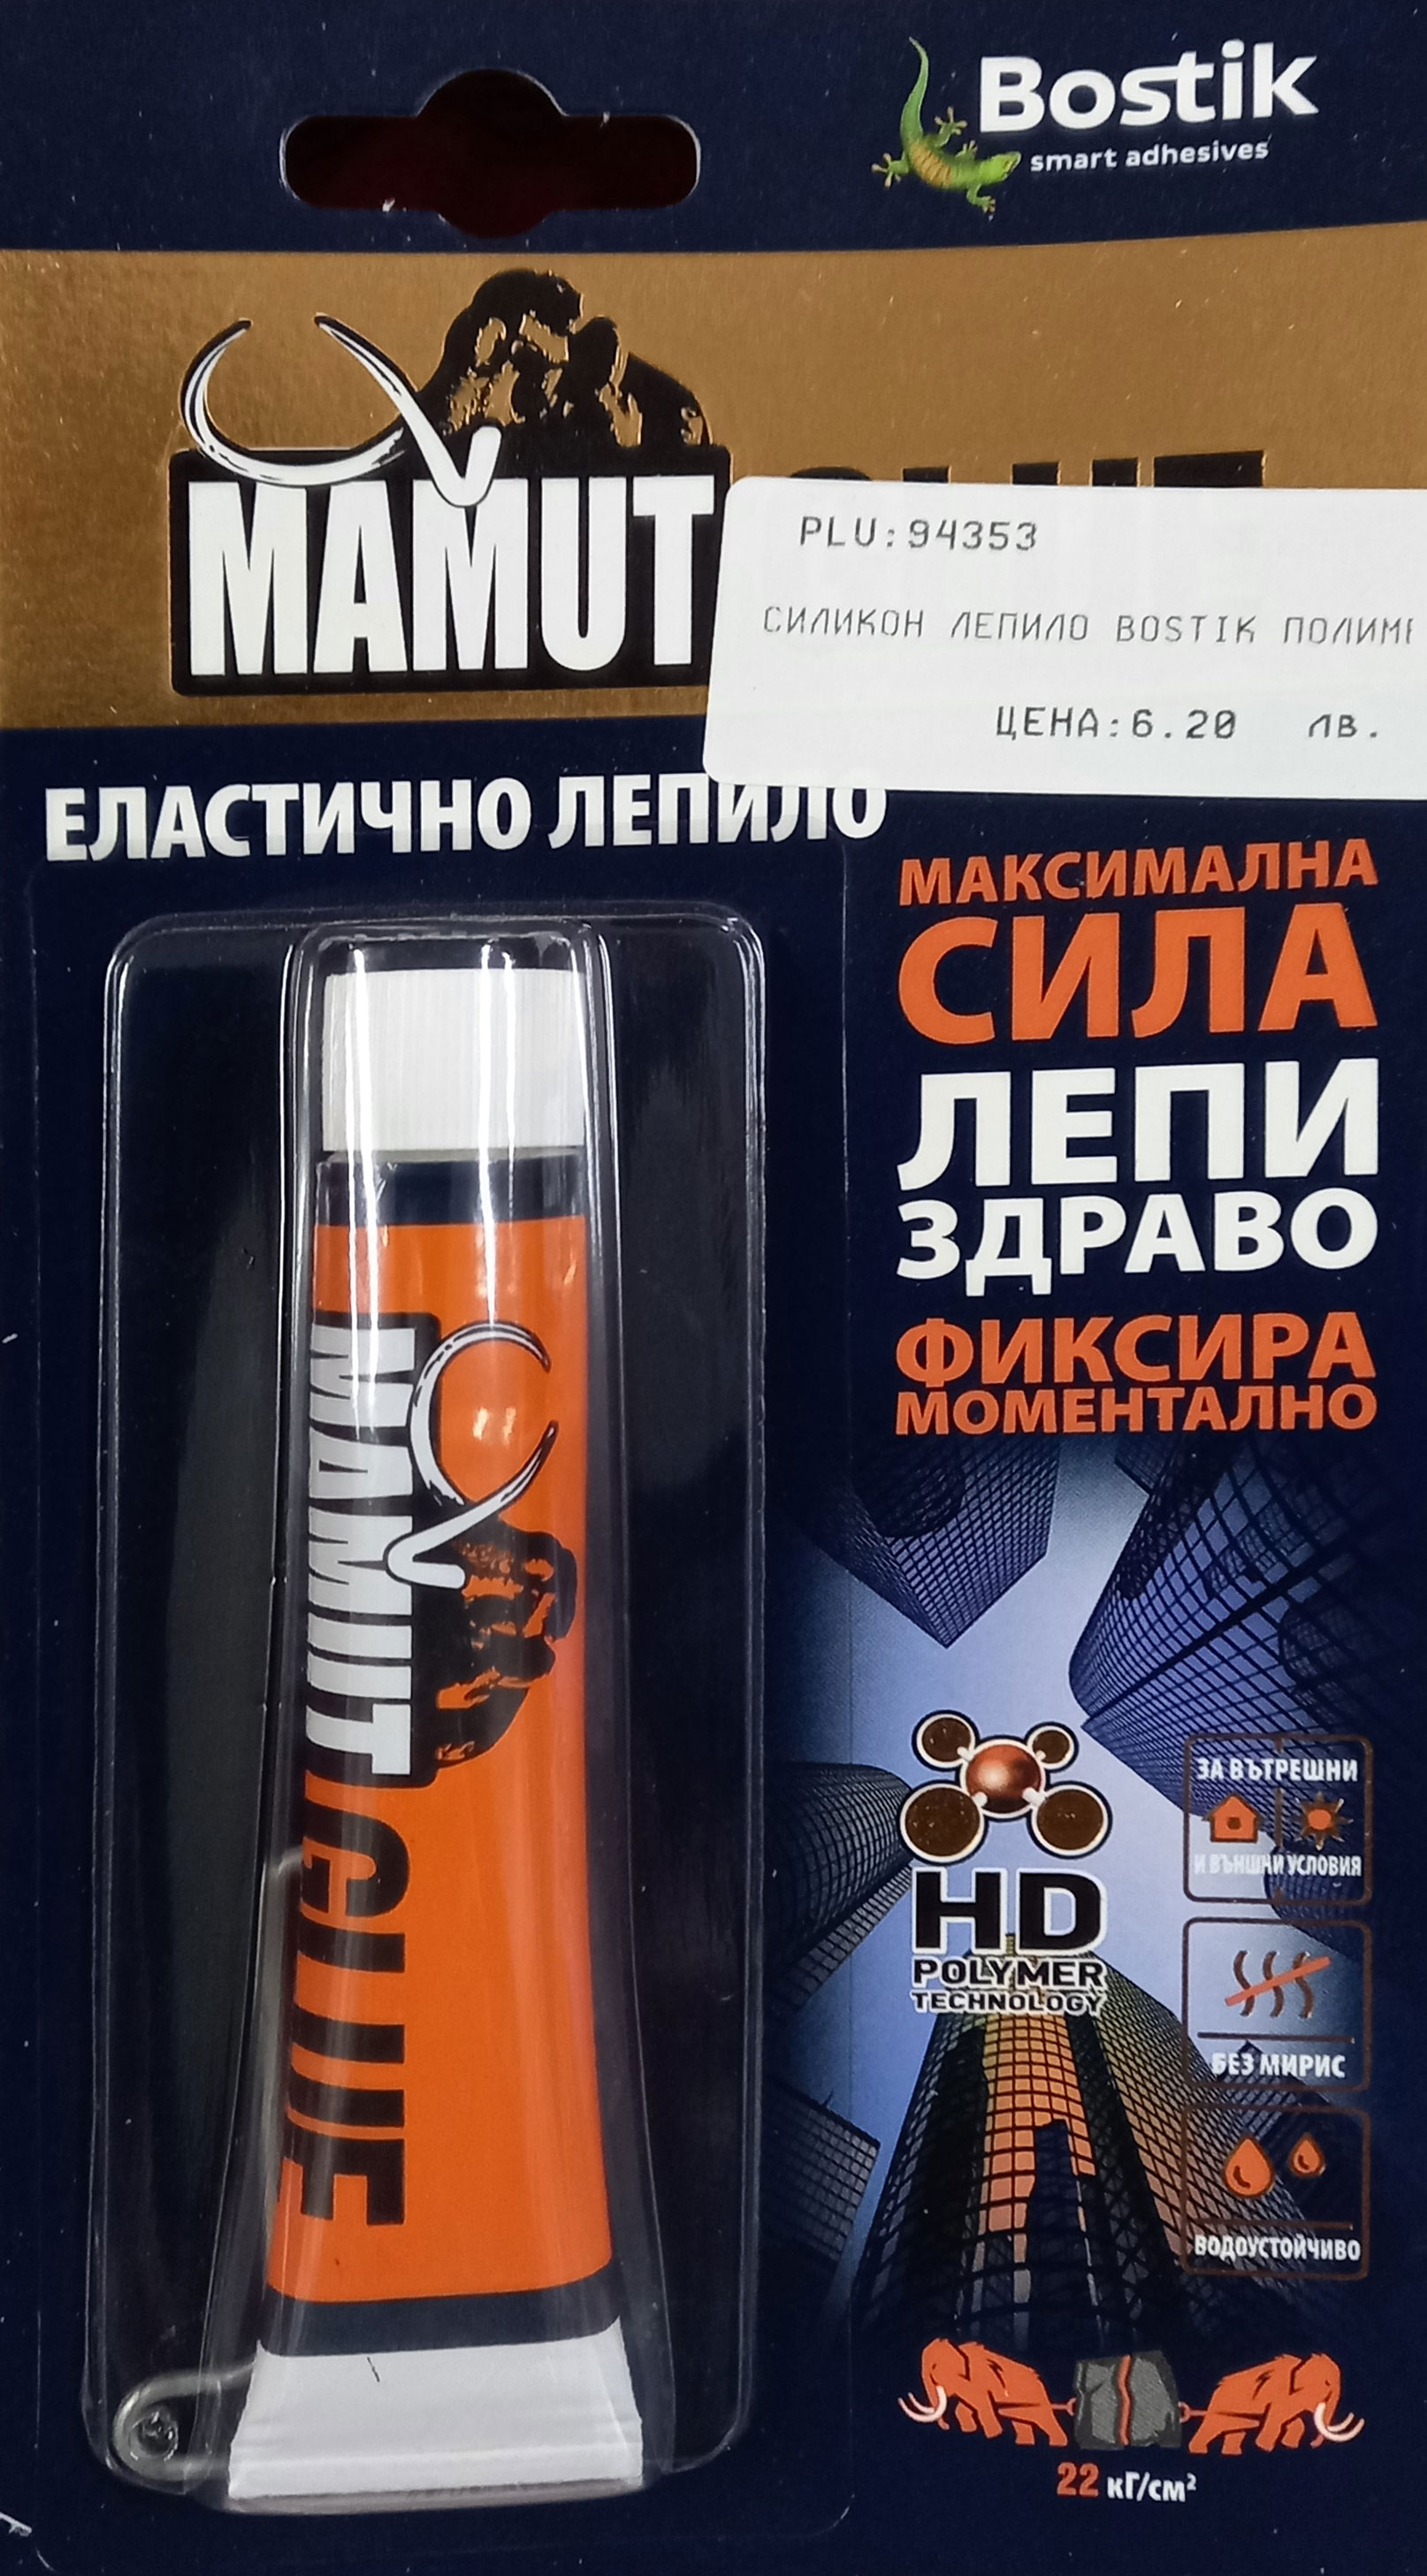 Bostik
smart adhesives
MAMUT
PLU:94353
СИЛИКОН ЛЕПИЛО BOSTIK
ЦЕНА:6.20 лв.
ЕЛАСТИЧНО ЛЕПИЛО
МАКСИМАЛНА
СИЛА
ЛЕПИ
ЗДРАВО
ФИКСИРА
МОМЕНТАЛНО
MAMUT GLUE
HD
POLYMER
TECHNOLOGY
ЗА ВЪТРЕШНИ
И ВЪНШНИ УСЛОВИЯ
БЕЗ МИРИС
ВОДОУСТОЙЧИВО
22 кг/см²